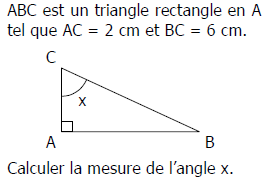 ABC est un triangle rectangle en A
tel que AC = 2 cm et BC = 6 cm.
C
x
A
B
Calculer la mesure de l'angle x.